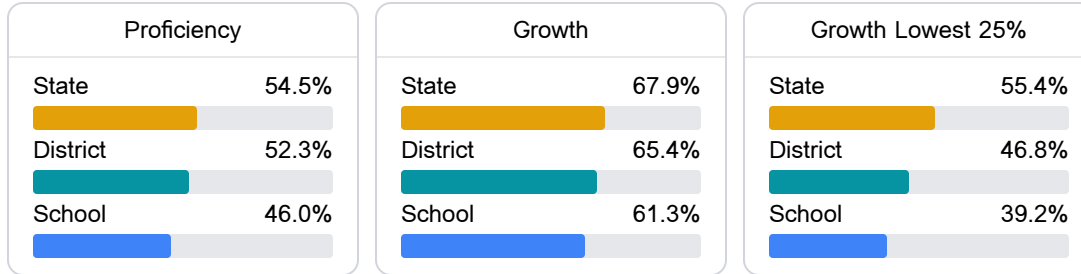 Proficiency
State 54.5%
District 52.3%
School 46.0%
Growth
State 67.9%
District 65.4%
School 61.3%
Growth Lowest 25%
State 55.4%
District 46.8%
School 39.2%